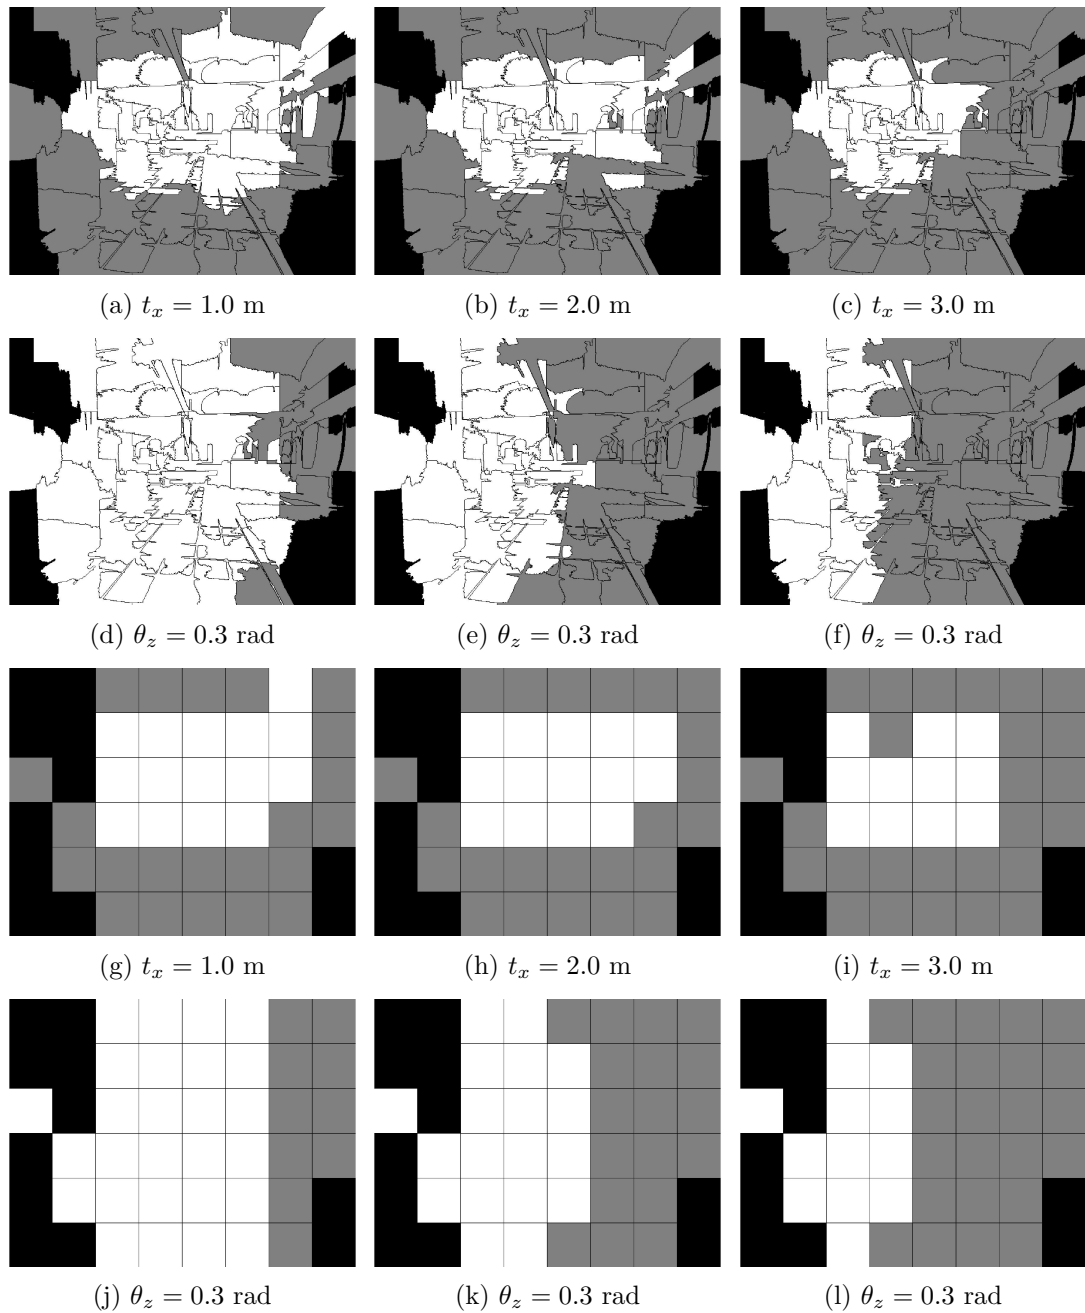 (a) $t_x = 1.0$ m
(b) $t_x = 2.0$ m
(c) $t_x = 3.0$ m
(d) $\theta_z = 0.3$ rad
(e) $\theta_z = 0.3$ rad
(f) $\theta_z = 0.3$ rad
(g) $t_x = 1.0$ m
(h) $t_x = 2.0$ m
(i) $t_x = 3.0$ m
(j) $\theta_z = 0.3$ rad
(k) $\theta_z = 0.3$ rad
(l) $\theta_z = 0.3$ rad